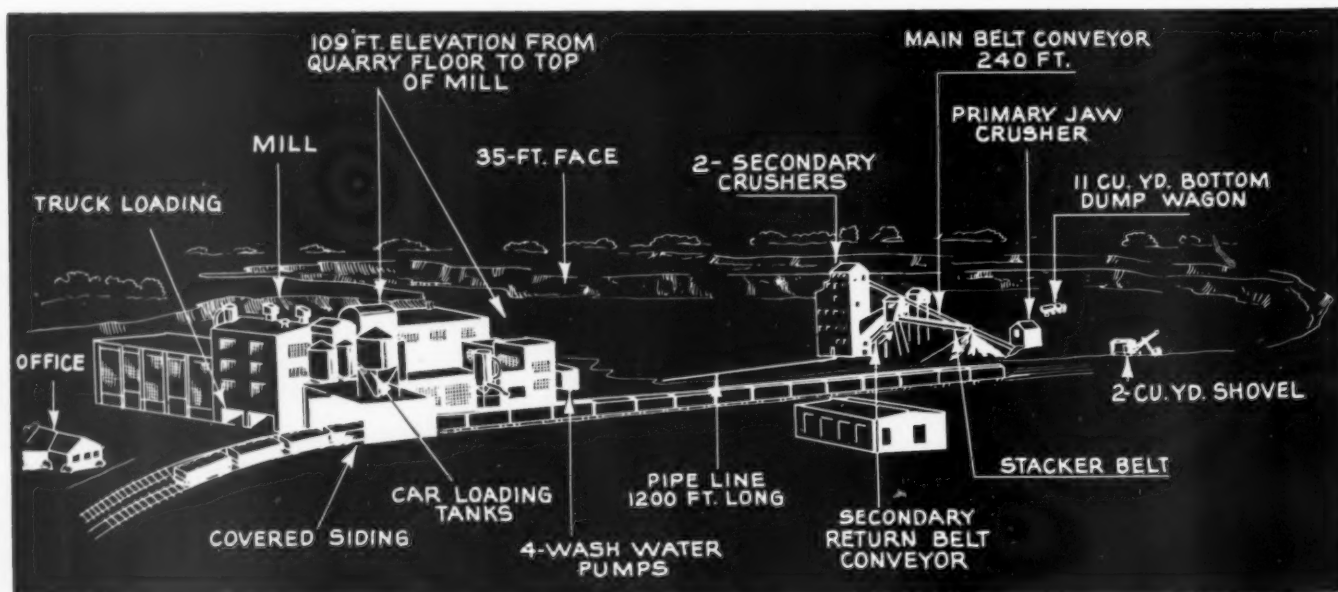 109 FT. ELEVATION FROM
QUARRY FLOOR TO TOP
OF MILL
MAIN BELT CONVEYOR
240 FT.
PRIMARY JAW
CRUSHER
MILL
35-FT. FACE
2- SECONDARY
CRUSHERS
11 CU. YD. BOTTOM
DUMP WAGON
TRUCK LOADING
OFFICE
2-CU. YD. SHOVEL
STACKER BELT
PIPE LINE
1200 FT. LONG
CAR LOADING
TANKS
COVERED SIDING
4-WASH WATER
PUMPS
SECONDARY
RETURN BELT
CONVEYOR